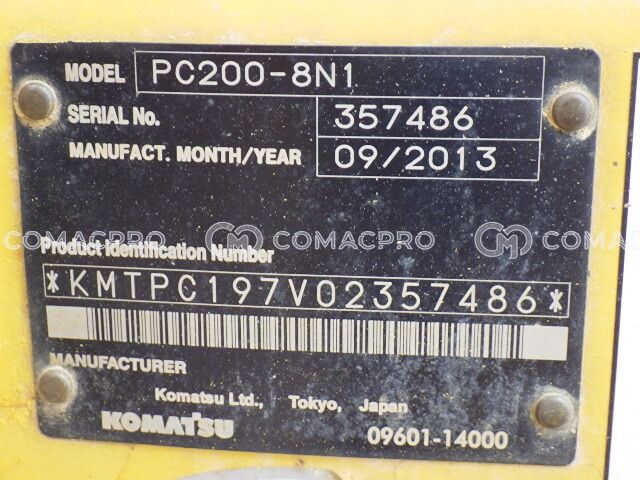 MODEL PC200-8N1
SERIAL No. 357486
MANUFACT. MONTH/YEAR 09/2013
COMACPRO COMACPRO COMACPRO
Product Identification Number
*KMTPC197V02357486*
MANUFACTURER
Komatsu Ltd., Tokyo, Japan
KOMATSU 09601-14000